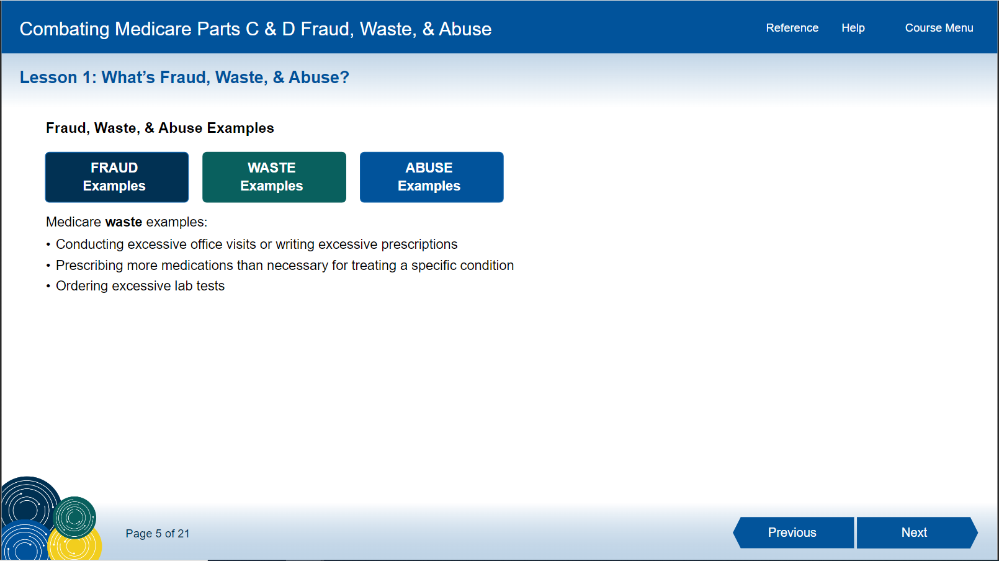 Combating Medicare Parts C & D Fraud, Waste, & Abuse
Reference Help Course Menu
Lesson 1: What’s Fraud, Waste, & Abuse?
Fraud, Waste, & Abuse Examples
FRAUD
Examples
WASTE
Examples
ABUSE
Examples
Medicare waste examples:
• Conducting excessive office visits or writing excessive prescriptions
• Prescribing more medications than necessary for treating a specific condition
• Ordering excessive lab tests
Page 5 of 21
Previous
Next